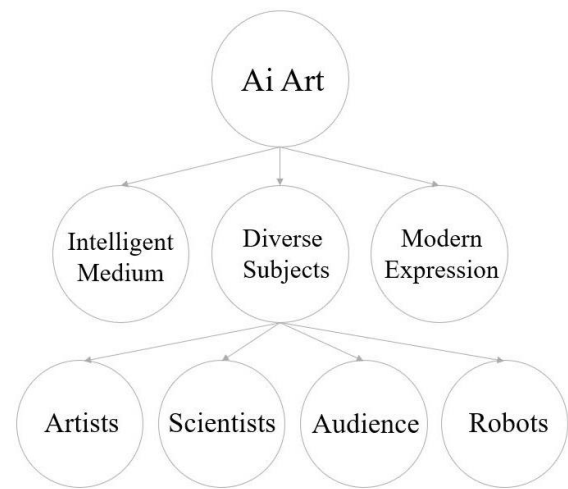 Ai Art
Intelligent
Medium
Diverse
Subjects
Modern
Expression
Artists
Scientists
Audience
Robots